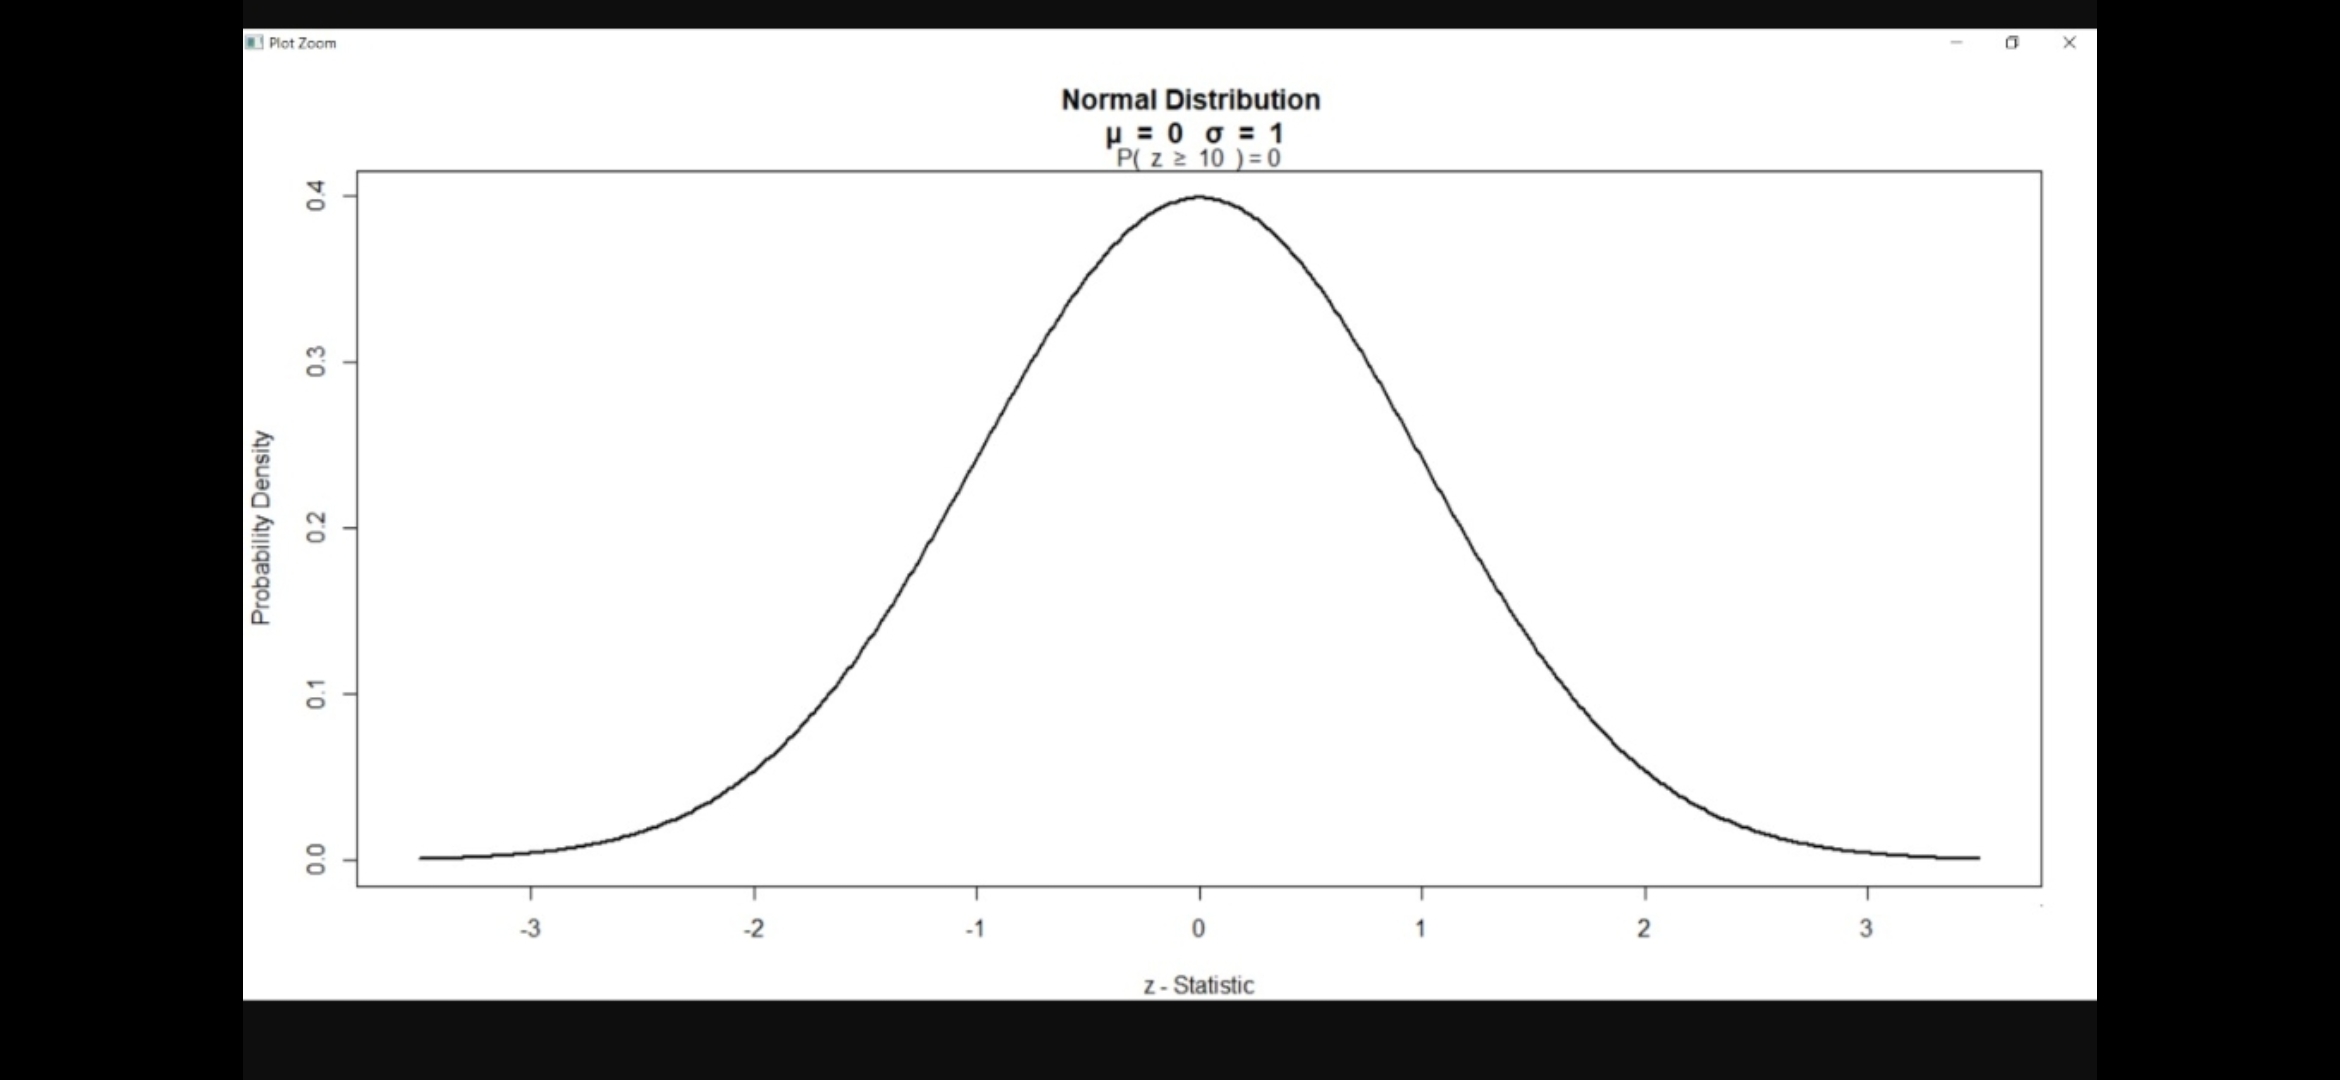 Plot Zoom
Normal Distribution
μ = 0 σ = 1
P( z ≥ 10 )=0
0.4
0.3
0.2
0.1
0.0
Probability Density
-3 -2 -1 0 1 2 3
z - Statistic